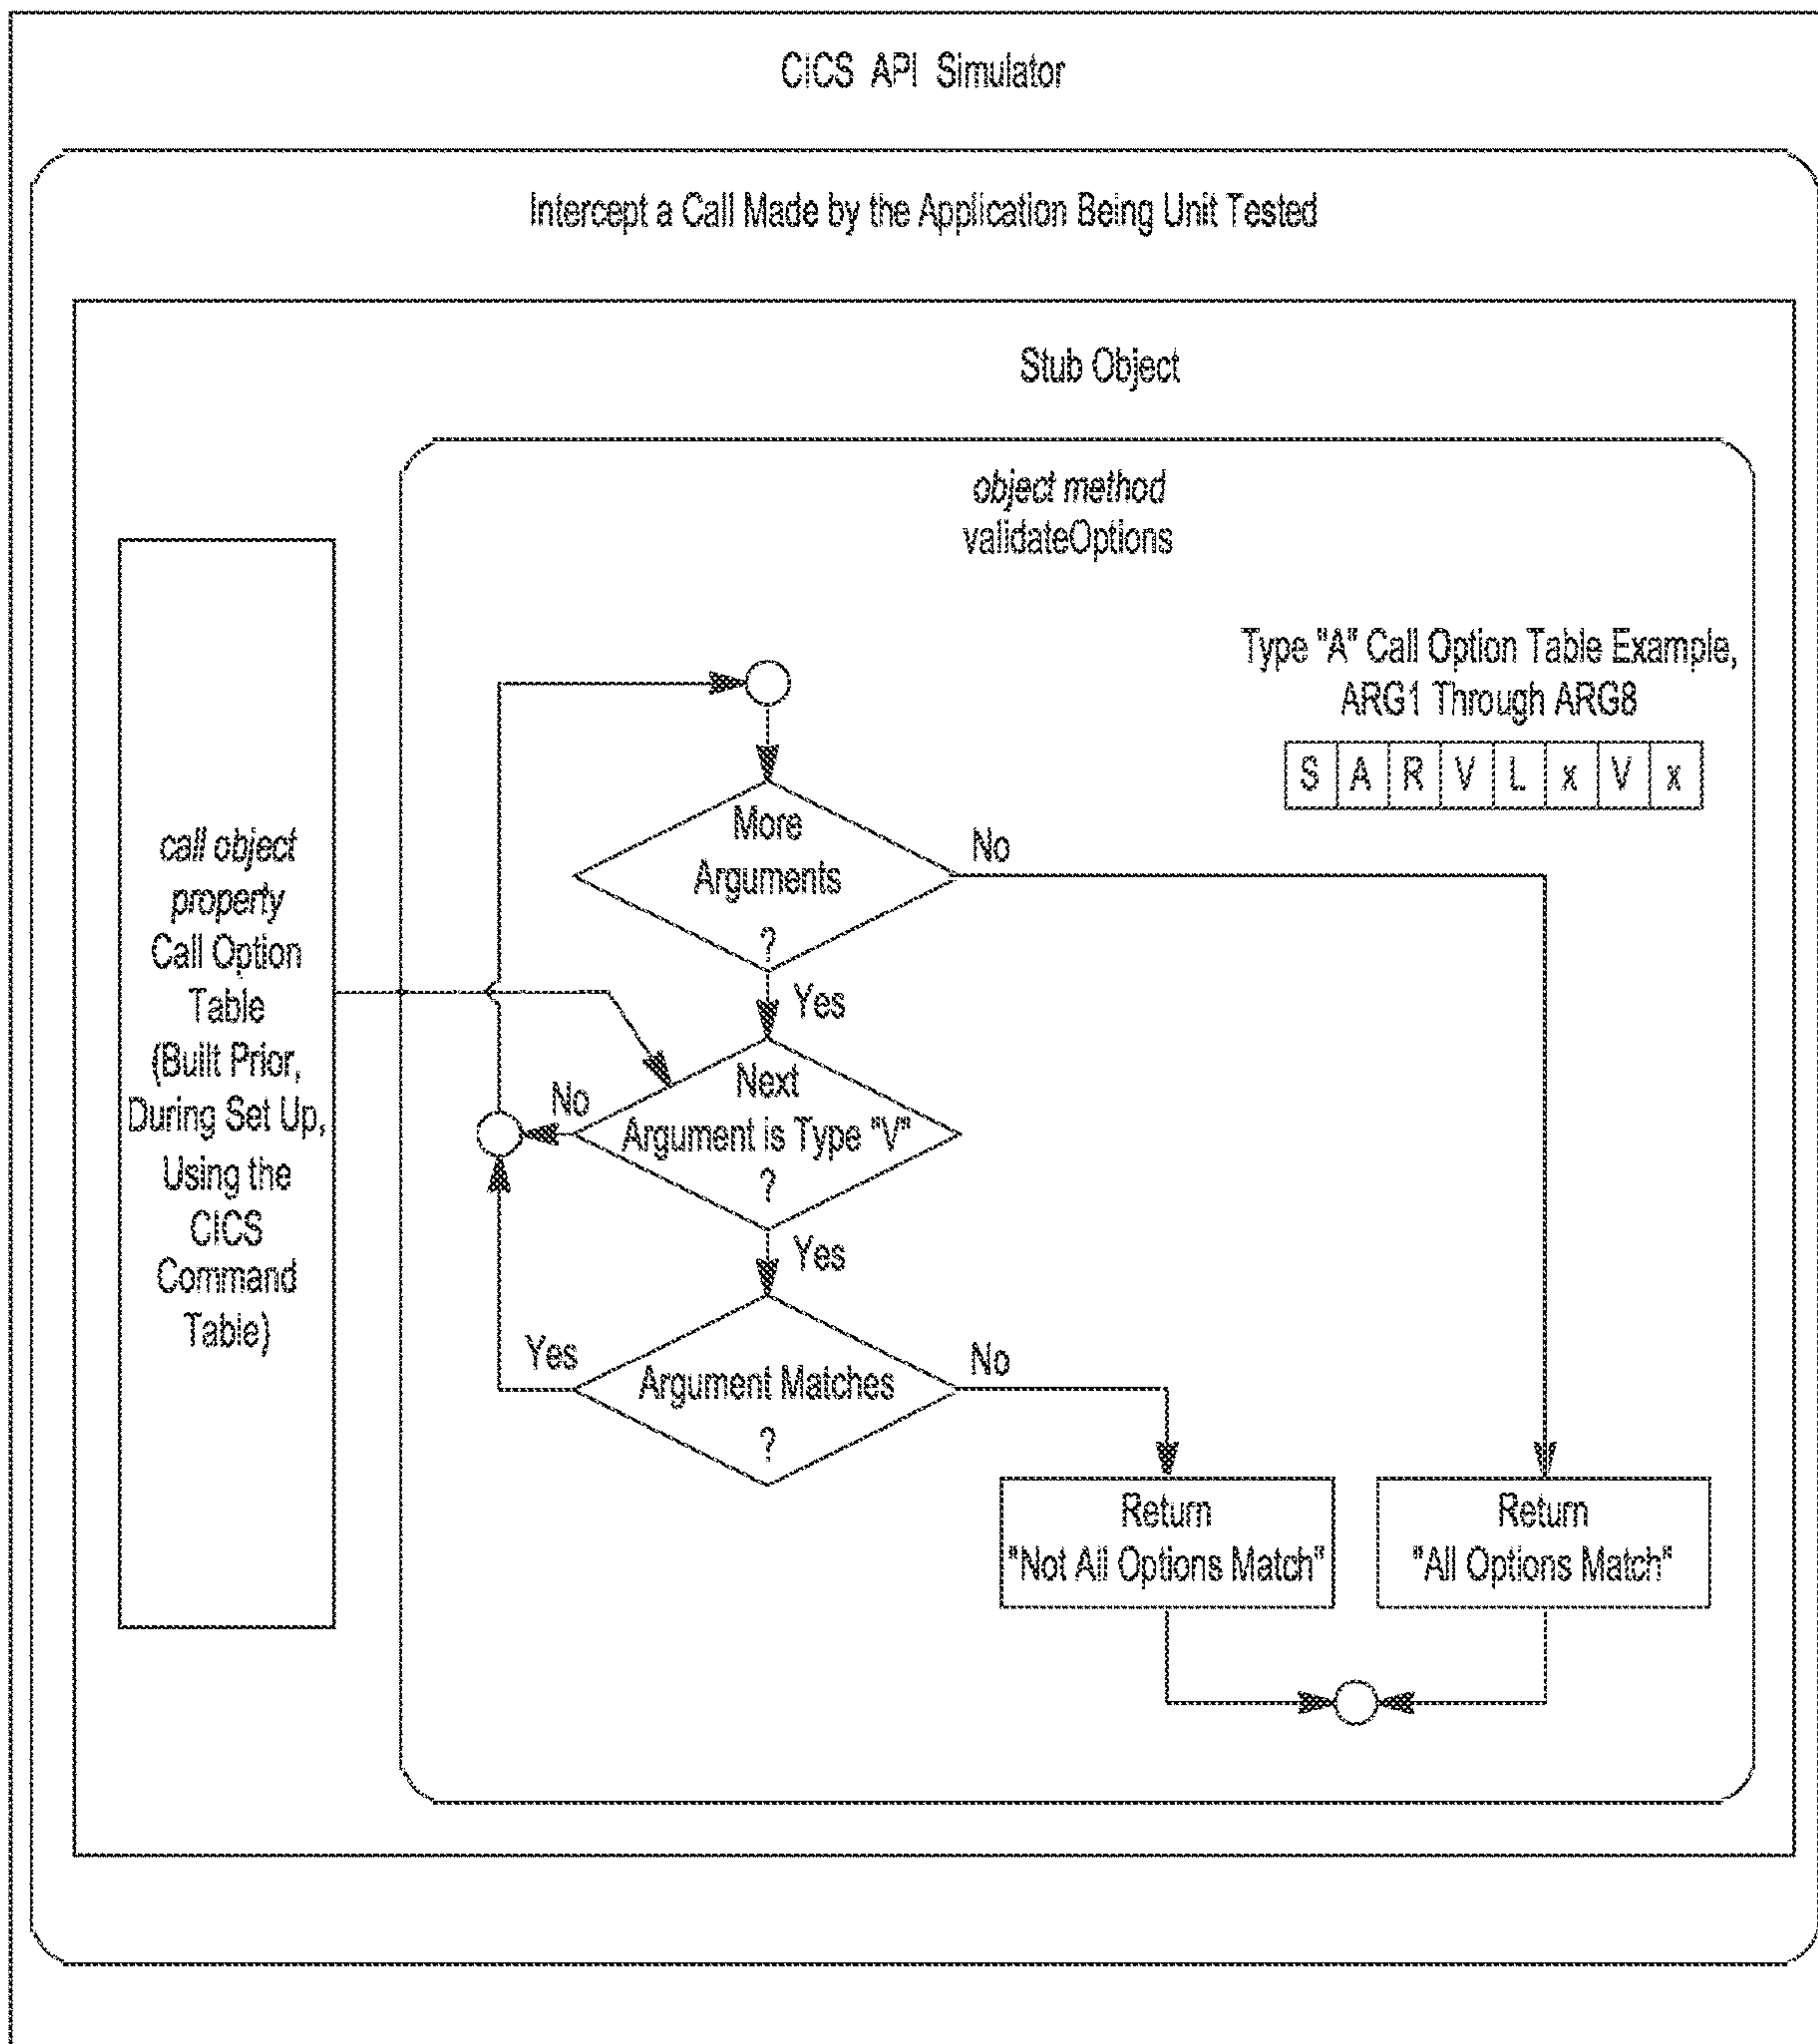 CICS API Simulator
Intercept a Call Made by the Application Being Unit Tested
Stub Object
object method
validateOptions
Type "A" Call Option Table Example,
ARG1 Through ARG8
S A R V L x V x
call object
property
Call Option
Table
(Built Prior,
During Set Up,
Using the
CICS
Command
Table)
More
Arguments
?
No
Yes
Next
Argument is Type "V"
?
No
Yes
Argument Matches
?
Yes
No
Return
"Not All Options Match"
Return
"All Options Match"